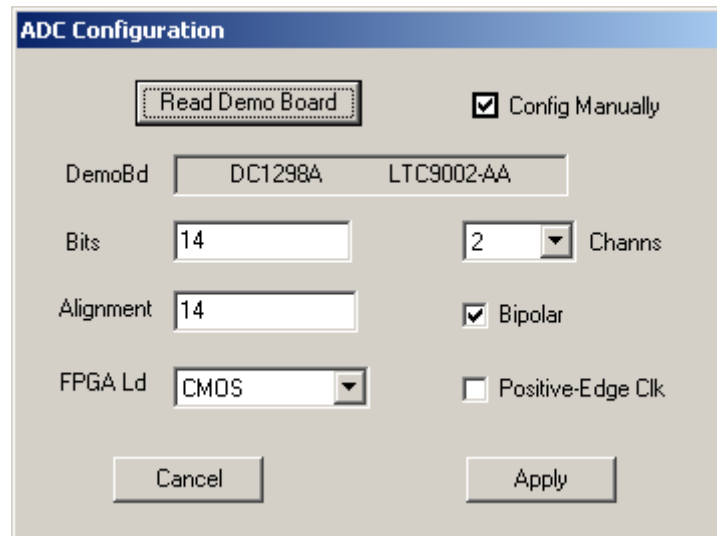 ADC Configuration
Read Demo Board Config Manually
DemoBd DC1298A LTC9002-AA
Bits 14 2 Channs
Alignment 14 Bipolar
FPGA Ld CMOS Positive-Edge Clk
Cancel Apply